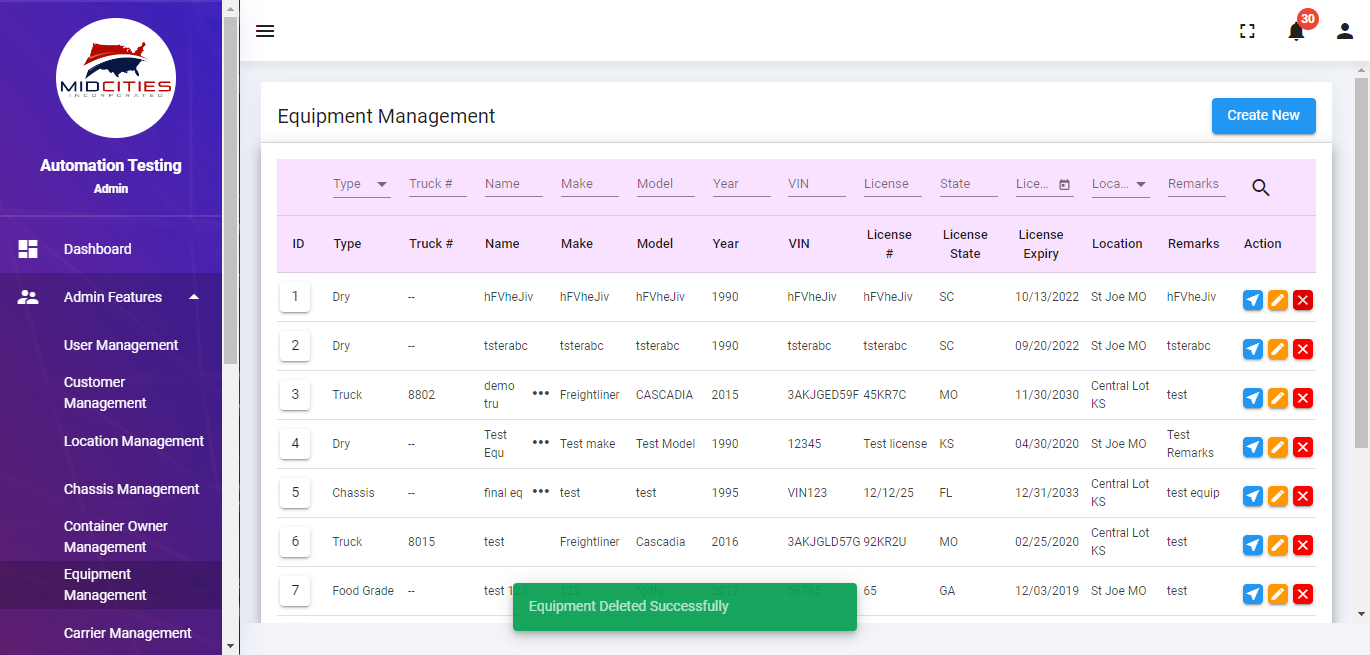 30
MIDCITIES
INCORPORATED
Automation Testing
Admin
Dashboard
Admin Features
User Management
Customer
Management
Location Management
Chassis Management
Container Owner
Management
Equipment
Management
Carrier Management
Equipment Management
Create New
Type Truck # Name Make Model Year VIN License State Lice... Loca... Remarks
ID Type Truck # Name Make Model Year VIN License # License State License Expiry Location Remarks Action
1 Dry -- hFVheJiv hFVheJiv hFVheJiv 1990 hFVheJiv hFVheJiv SC 10/13/2022 St Joe MO hFVheJiv
2 Dry -- tsterabc tsterabc tsterabc 1990 tsterabc tsterabc SC 09/20/2022 St Joe MO tsterabc
3 Truck 8802 demo tru ••• Freightliner CASCADIA 2015 3AKJGED59F 45KR7C MO 11/30/2030 Central Lot KS test
4 Dry -- Test Equ ••• Test make Test Model 1990 12345 Test license KS 04/30/2020 St Joe MO Test Remarks
5 Chassis -- final eq ••• test test 1995 VIN123 12/12/25 FL 12/31/2033 Central Lot KS test equip
6 Truck 8015 test Freightliner Cascadia 2016 3AKJGLD57G 92KR2U MO 02/25/2020 Central Lot KS test
7 Food Grade -- test 123 123 fgdfg 2012 56765 65 GA 12/03/2019 St Joe MO test
Equipment Deleted Successfully